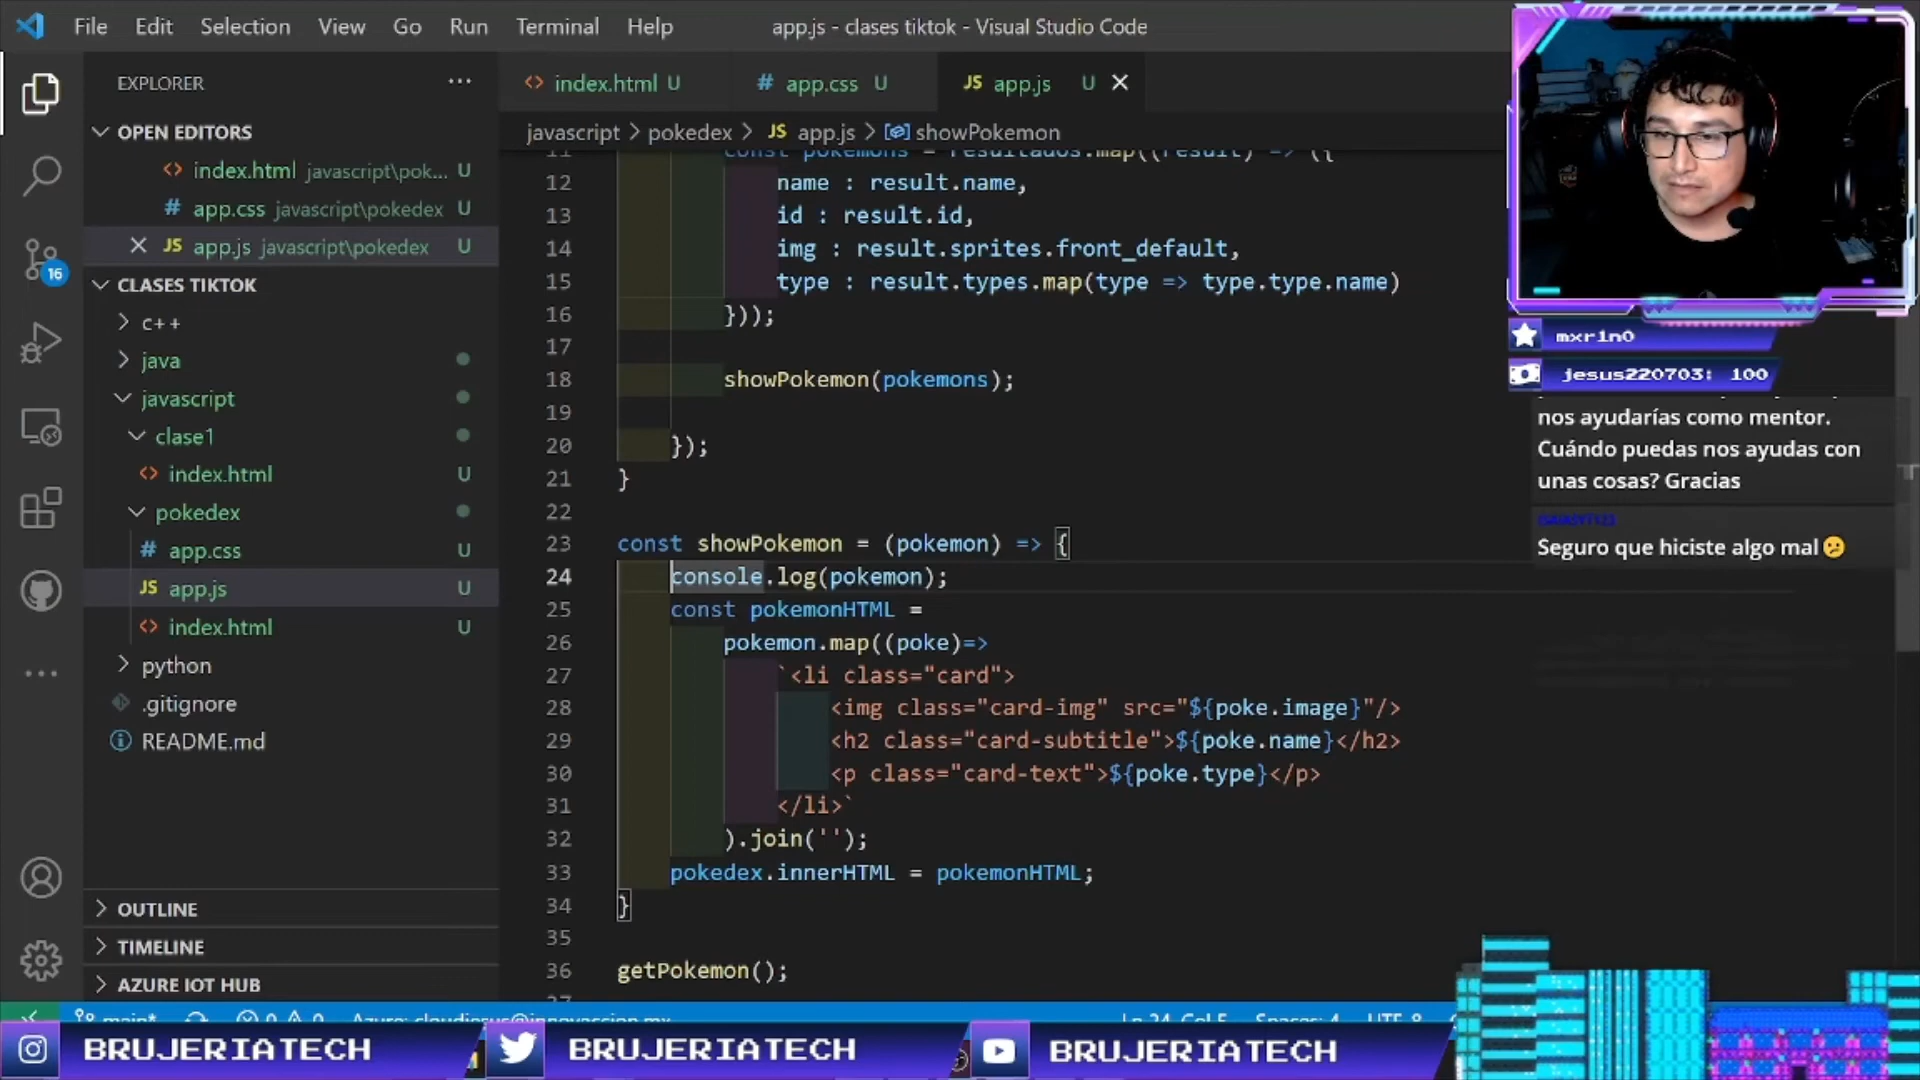 File Edit Selection View Go Run Terminal Help
app.js - clases tiktok - Visual Studio Code
EXPLORER
OPEN EDITORS
index.html javascript\pok... U
app.css javascript\pokedex U
app.js javascript\pokedex U
CLASES TIKTOK
c++
java
javascript
clase1
index.html U
pokedex
app.css U
JS app.js U
index.html U
python
.gitignore
README.md
OUTLINE
TIMELINE
AZURE IOT HUB
16
index.html U
# app.css U
JS app.js U
javascript > pokedex > JS app.js > showPokemon
11 const pokemons = resultados.map((result) => ({
12 name : result.name,
13 id : result.id,
14 img : result.sprites.front_default,
15 type : result.types.map(type => type.type.name)
16 }));
17
18 showPokemon(pokemons);
19
20 });
21 }
22
23 const showPokemon = (pokemon) => {
24 console.log(pokemon);
25 const pokemonHTML =
26 pokemon.map((poke)=>
27 `<li class="card">
28 <img class="card-img" src="${poke.image}"/>
29 <h2 class="card-subtitle">${poke.name}</h2>
30 <p class="card-text">${poke.type}</p>
31 </li>`
32 ).join('');
33 pokedex.innerHTML = pokemonHTML;
34 }
35
36 getPokemon();
mxr1n0
jesus220703: 100
nos ayudarías como mentor.
Cuándo puedas nos ayudas con
unas cosas? Gracias
Seguro que hiciste algo mal
main* 0 0 Azure: Ln 24, Col 5 Spaces: 4 UTF-8
BRUJERIATECH BRUJERIATECH BRUJERIATECH